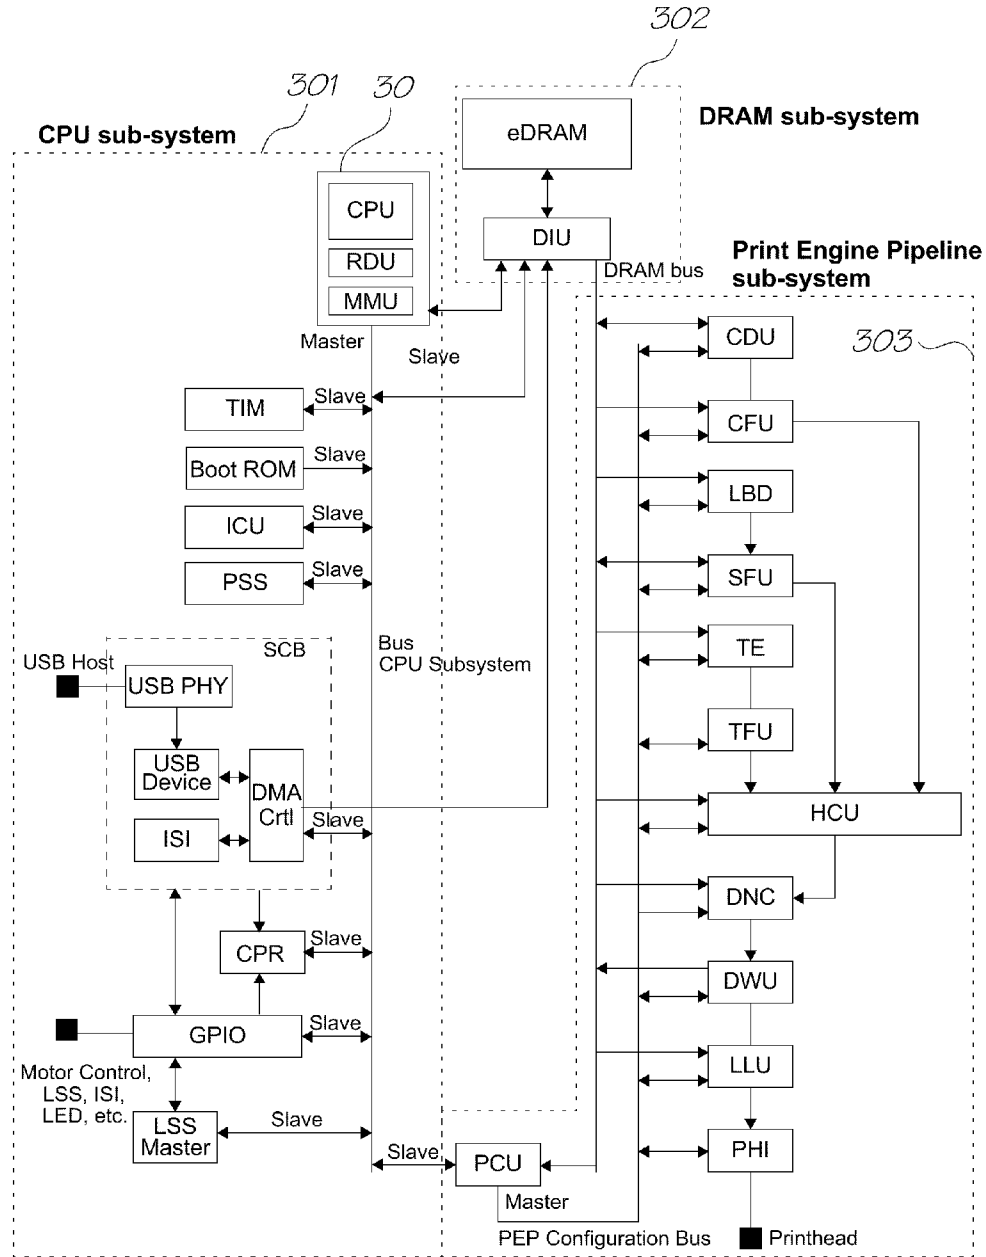 302
301
30
CPU sub-system
DRAM sub-system
eDRAM
CPU
DIU
RDU
MMU
DRAM bus
Print Engine Pipeline
sub-system
Master
Slave
CDU
303
TIM
Slave
CFU
Boot ROM
Slave
LBD
ICU
Slave
PSS
Slave
SFU
SCB
Bus
CPU Subsystem
TE
USB Host
USB PHY
TFU
USB
Device
DMA
Crtl
Slave
ISI
HCU
DNC
CPR
Slave
DWU
GPIO
Slave
Motor Control,
LSS, ISI,
LED, etc.
LLU
LSS
Master
Slave
PHI
Slave
PCU
Master
PEP Configuration Bus
Printhead